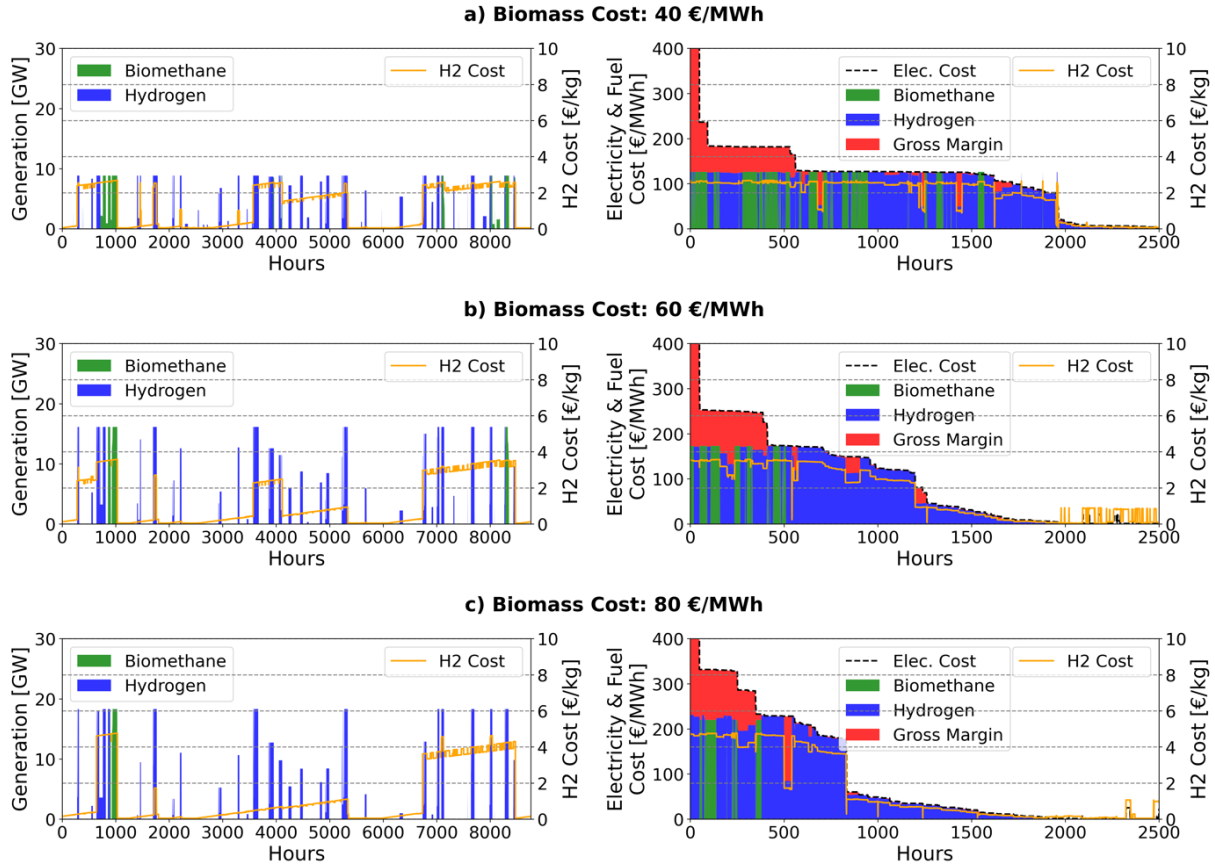 a) Biomass Cost: 40 €/MWh
Generation [GW]
30
20
10
0
Biomethane
Hydrogen
H2 Cost
10
8
6
4
2
0
H2 Cost [€/kg]
0 1000 2000 3000 4000 5000 6000 7000 8000
Hours
Electricity & Fuel
Cost [€/MWh]
400
300
200
100
0
Elec. Cost
Biomethane
Hydrogen
Gross Margin
H2 Cost
10
8
6
4
2
0
H2 Cost [€/kg]
0 500 1000 1500 2000 2500
Hours
b) Biomass Cost: 60 €/MWh
Generation [GW]
30
20
10
0
Biomethane
Hydrogen
H2 Cost
10
8
6
4
2
0
H2 Cost [€/kg]
0 1000 2000 3000 4000 5000 6000 7000 8000
Hours
Electricity & Fuel
Cost [€/MWh]
400
300
200
100
0
Elec. Cost
Biomethane
Hydrogen
Gross Margin
H2 Cost
10
8
6
4
2
0
H2 Cost [€/kg]
0 500 1000 1500 2000 2500
Hours
c) Biomass Cost: 80 €/MWh
Generation [GW]
30
20
10
0
Biomethane
Hydrogen
H2 Cost
10
8
6
4
2
0
H2 Cost [€/kg]
0 1000 2000 3000 4000 5000 6000 7000 8000
Hours
Electricity & Fuel
Cost [€/MWh]
400
300
200
100
0
Elec. Cost
Biomethane
Hydrogen
Gross Margin
H2 Cost
10
8
6
4
2
0
H2 Cost [€/kg]
0 500 1000 1500 2000 2500
Hours